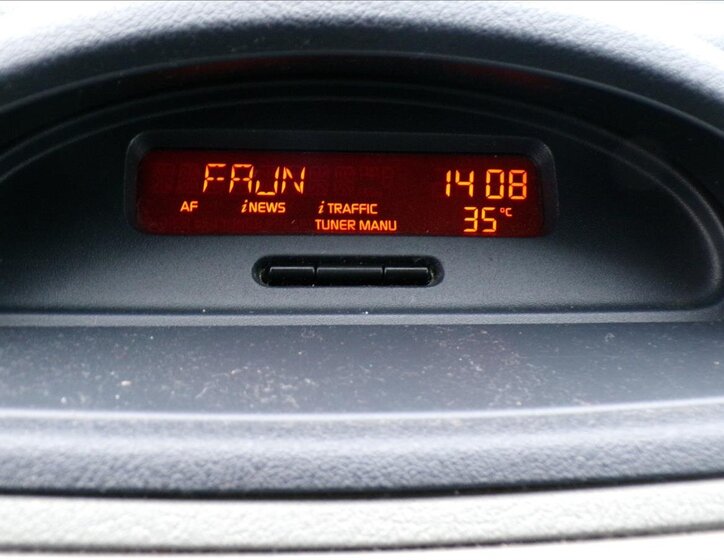 FAJN 14 08
AF i NEWS i TRAFFIC 35 °C
TUNER MANU